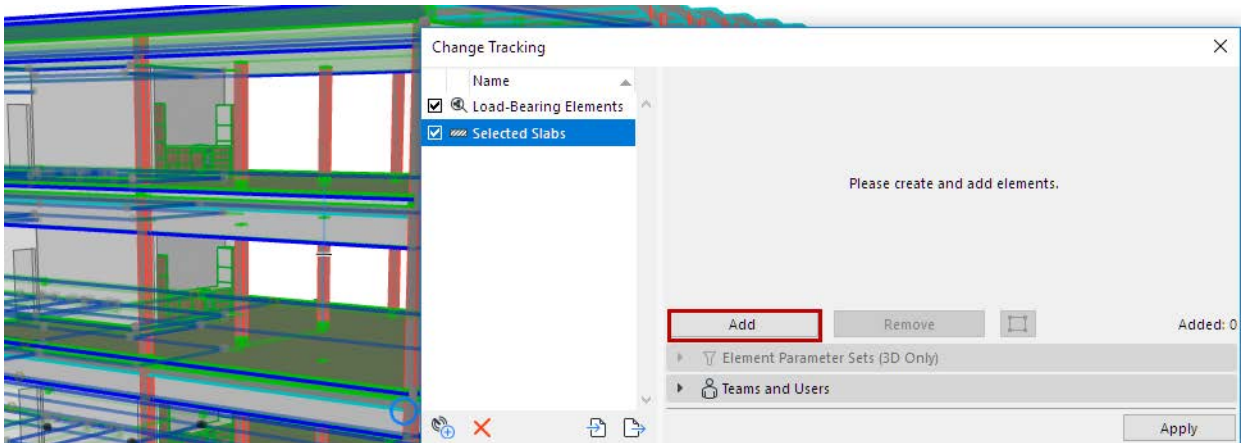 Change Tracking
Name
Load-Bearing Elements
Selected Slabs
Please create and add elements.
Add Remove Added: 0
Element Parameter Sets (3D Only)
Teams and Users
Apply